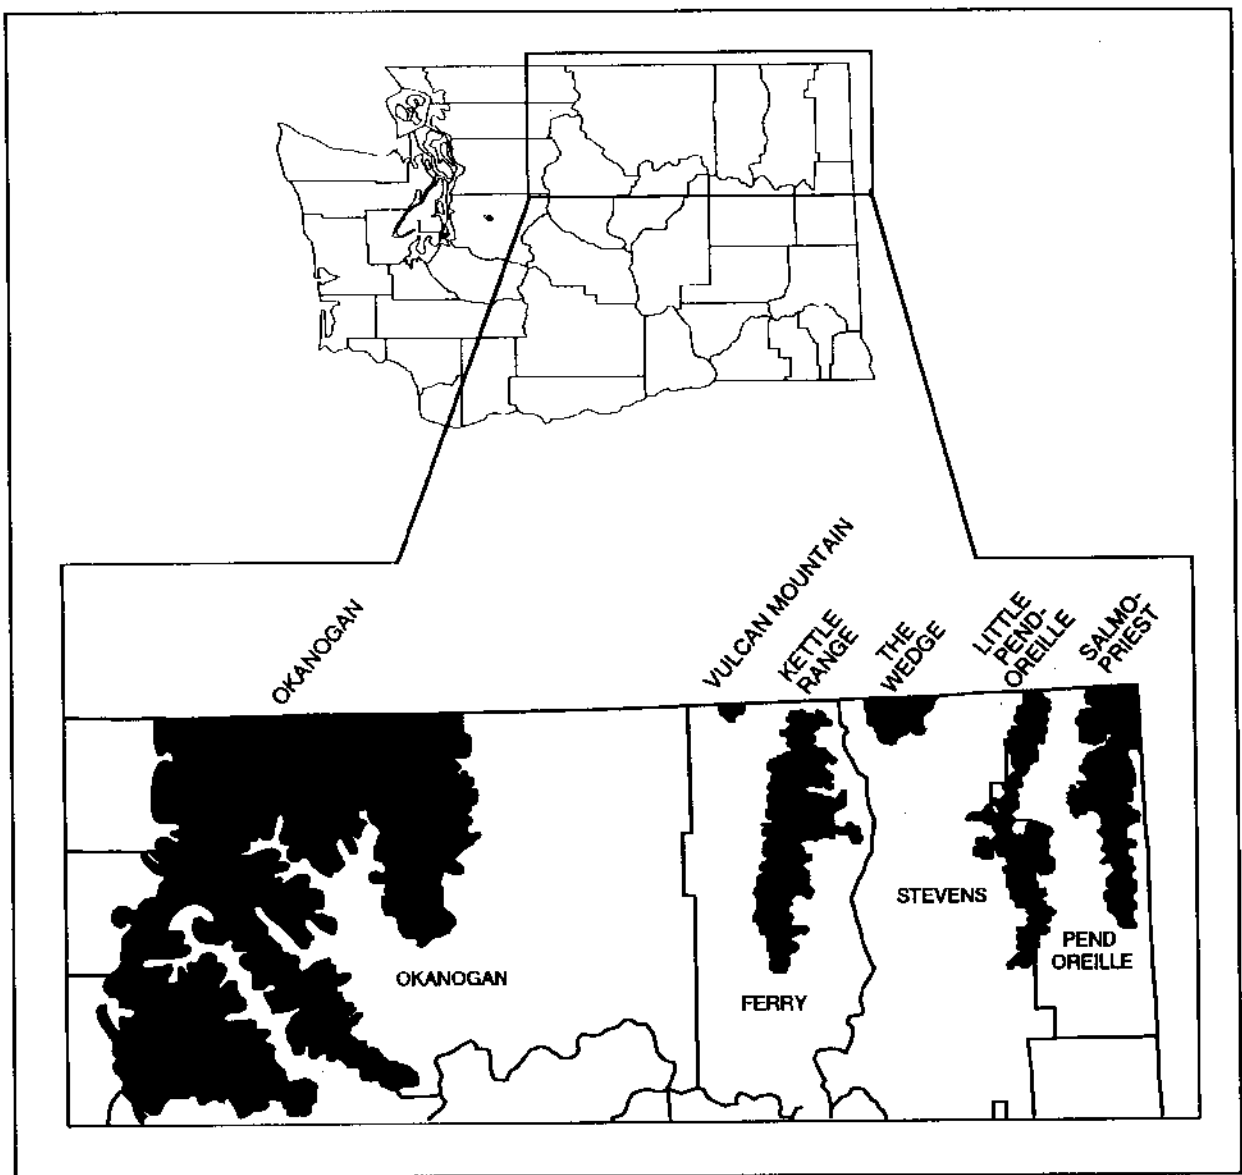 OKANOGAN
VULCAN MOUNTAIN
KETTLE
RANGE
THE
WEDGE
LITTLE
PEND-
OREILLE
SALMO-
PRIEST
STEVENS
PEND
OREILLE
OKANOGAN
FERRY